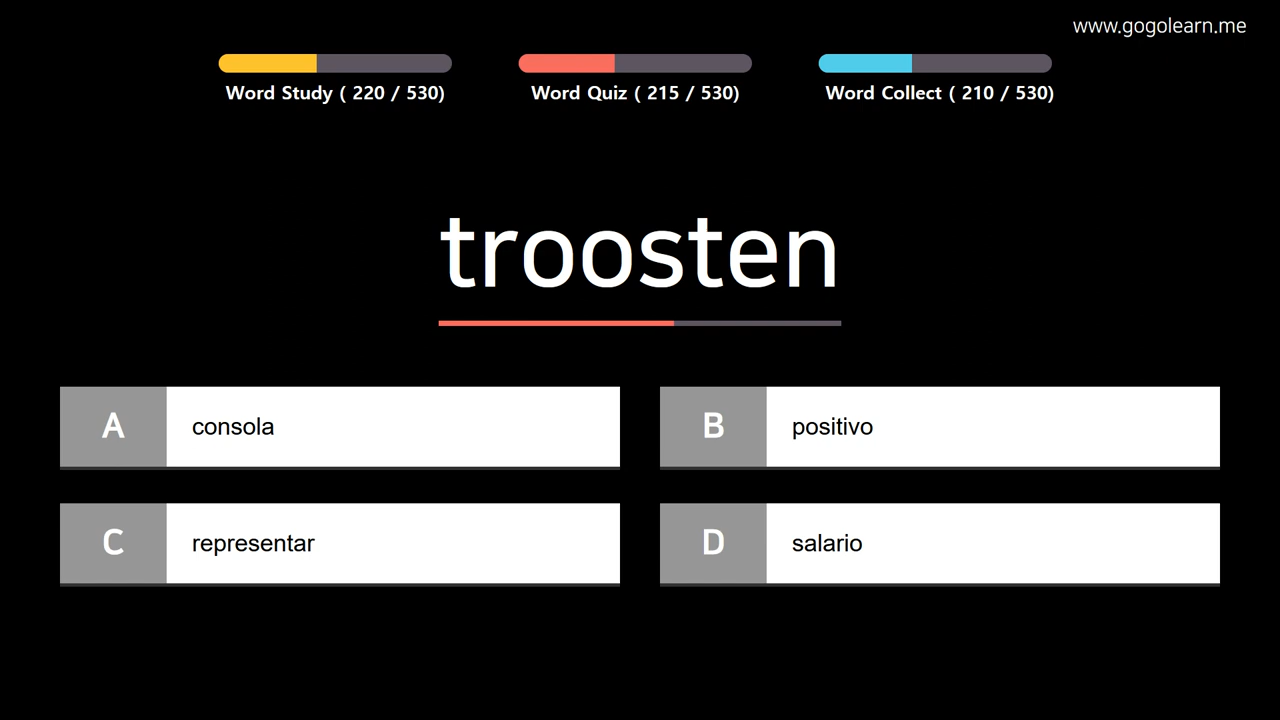 www.gogolearn.me
Word Study ( 220 / 530)
Word Quiz ( 215 / 530)
Word Collect ( 210 / 530)
troosten
A consola
B positivo
C representar
D salario